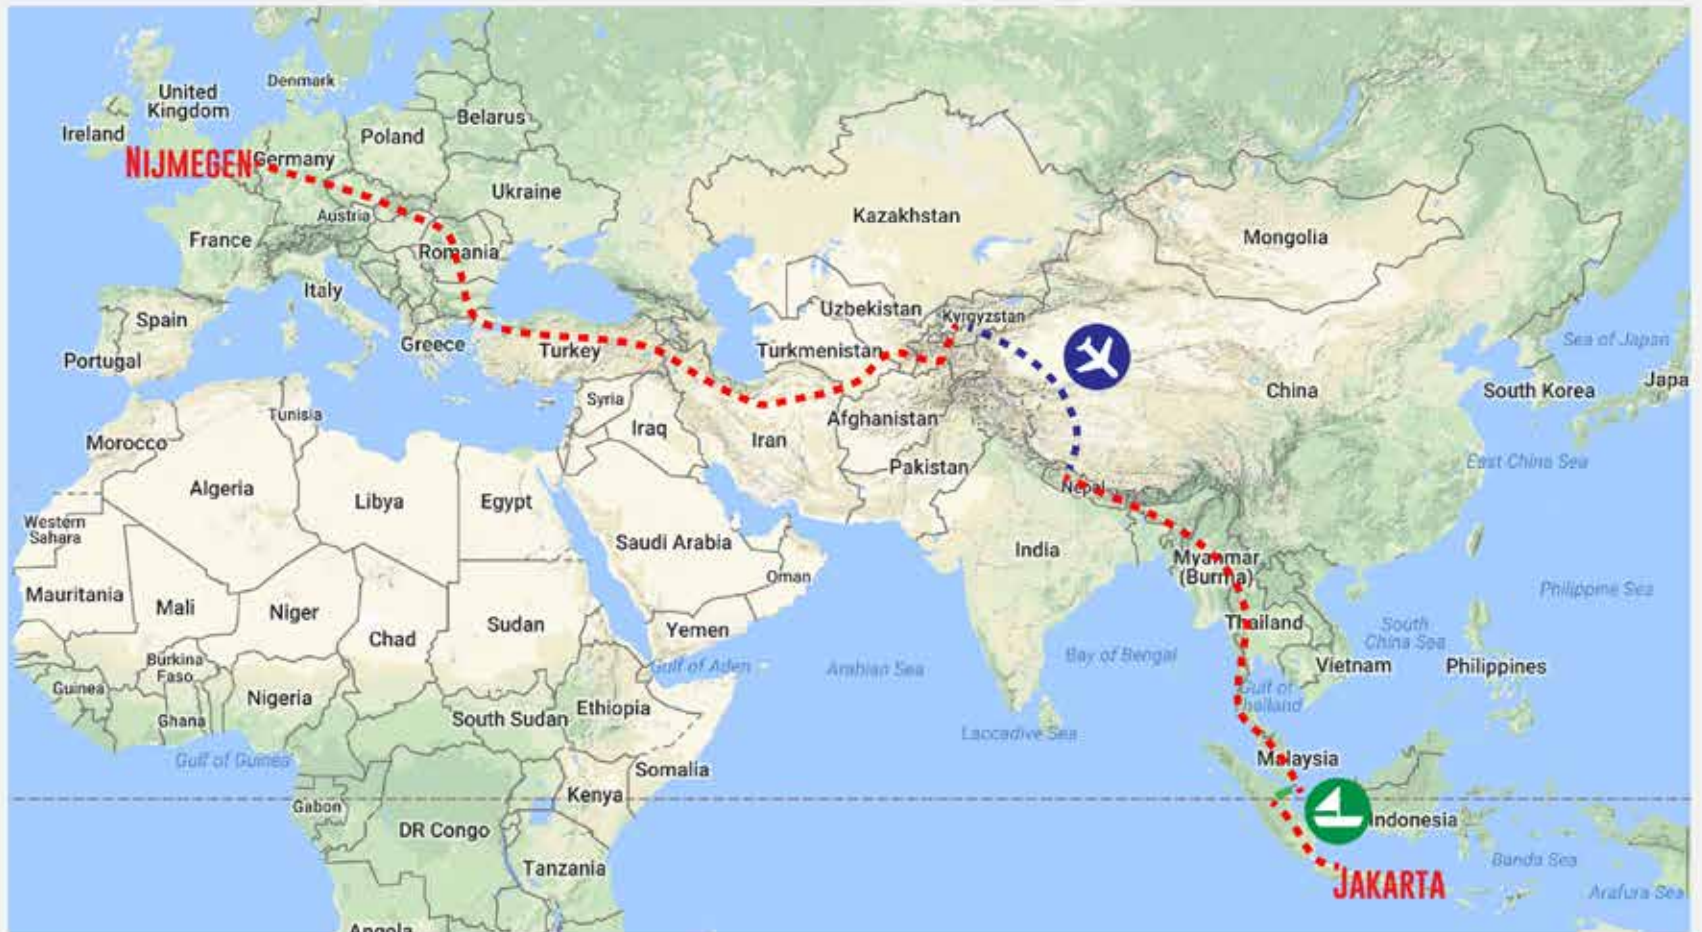 Denmark
United
Kingdom
Belarus
Ireland
Poland
NIJMEGEN
Germany
Ukraine
Austria
Kazakhstan
France
Romania
Mongolia
Italy
Uzbekistan
Kyrgyzstan
Spain
Sea of Japan
Greece
Turkey
Turkmenistan
Portugal
China
South Korea
Japa
Syria
Tunisia
Afghanistan
Iraq
Iran
Morocco
East China Sea
Pakistan
Algeria
Libya
Egypt
Nepal
Western
Sahara
Saudi Arabia
India
Myanmar
(Burma)
Oman
Philippine Sea
Mauritania
Mali
Niger
Sudan
Thailand
South
China Sea
Chad
Yemen
Bay of Bengal
Burkina
Faso
Gulf of Aden
Arabian Sea
Vietnam
Philippines
Guinea
Nigeria
Ethiopia
Gulf of
Thailand
Ghana
South Sudan
Laccadive Sea
Gulf of Guinea
Somalia
Malaysia
Kenya
Gabon
DR Congo
Indonesia
Tanzania
Banda Sea
JAKARTA
Arafura Sea
Angola